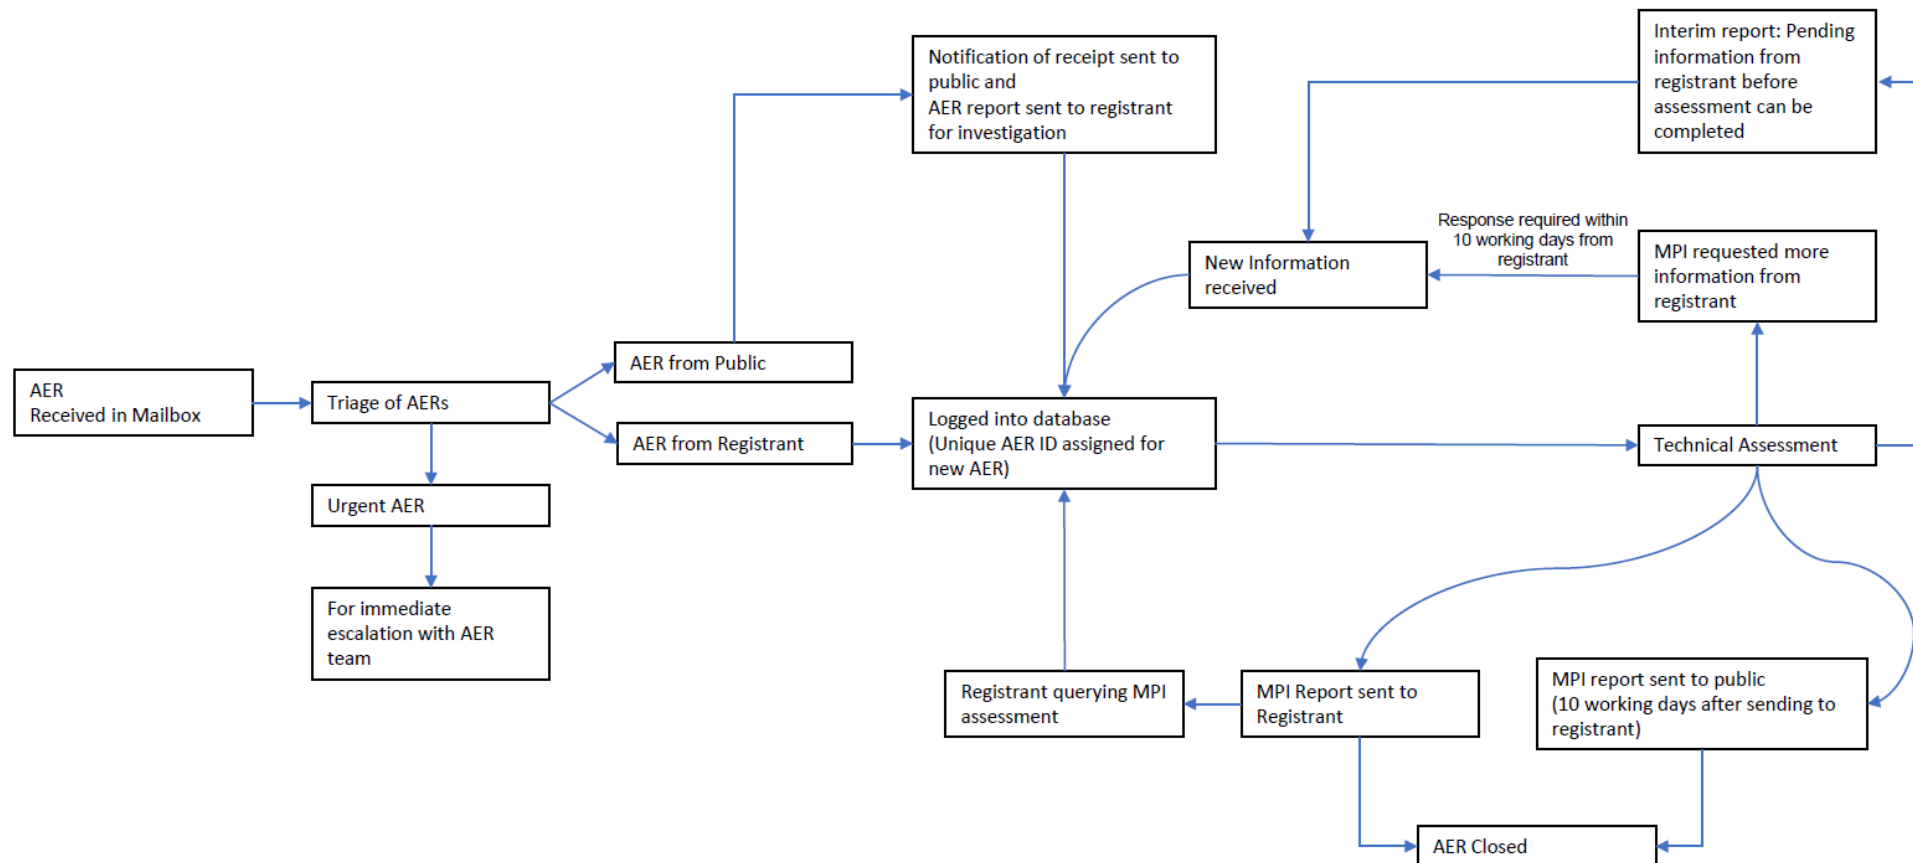 Interim report: Pending
information from
registrant before
assessment can be
completed
Notification of receipt sent to
public and
AER report sent to registrant
for investigation
Response required within
10 working days from
registrant
MPI requested more
information from
registrant
New Information
received
AER from Public
AER
Received in Mailbox
Triage of AERs
AER from Registrant
Logged into database
(Unique AER ID assigned for
new AER)
Technical Assessment
Urgent AER
For immediate
escalation with AER
team
Registrant querying MPI
assessment
MPI Report sent to
Registrant
MPI report sent to public
(10 working days after sending to
registrant)
AER Closed